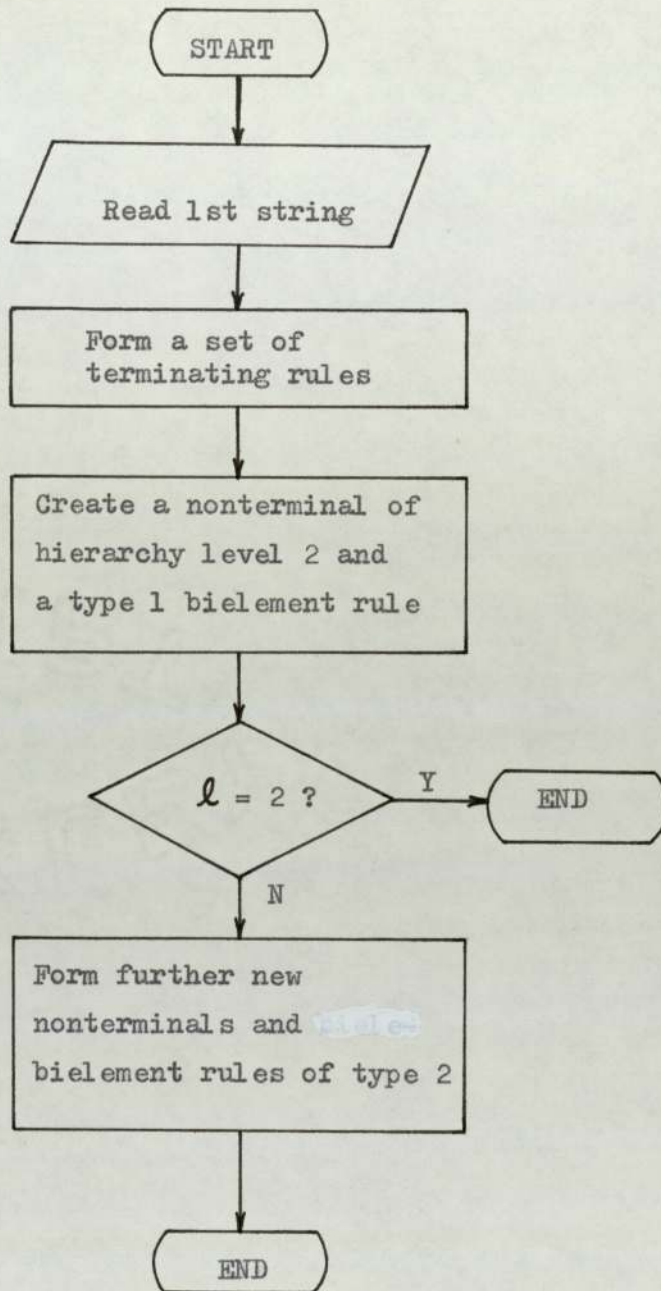 START
Read 1st string
Form a set of
terminating rules
Create a nonterminal of
hierarchy level 2 and
a type 1 bielement rule
ℓ = 2 ?
Y
END
N
Form further new
nonterminals and
bielement rules of type 2
END